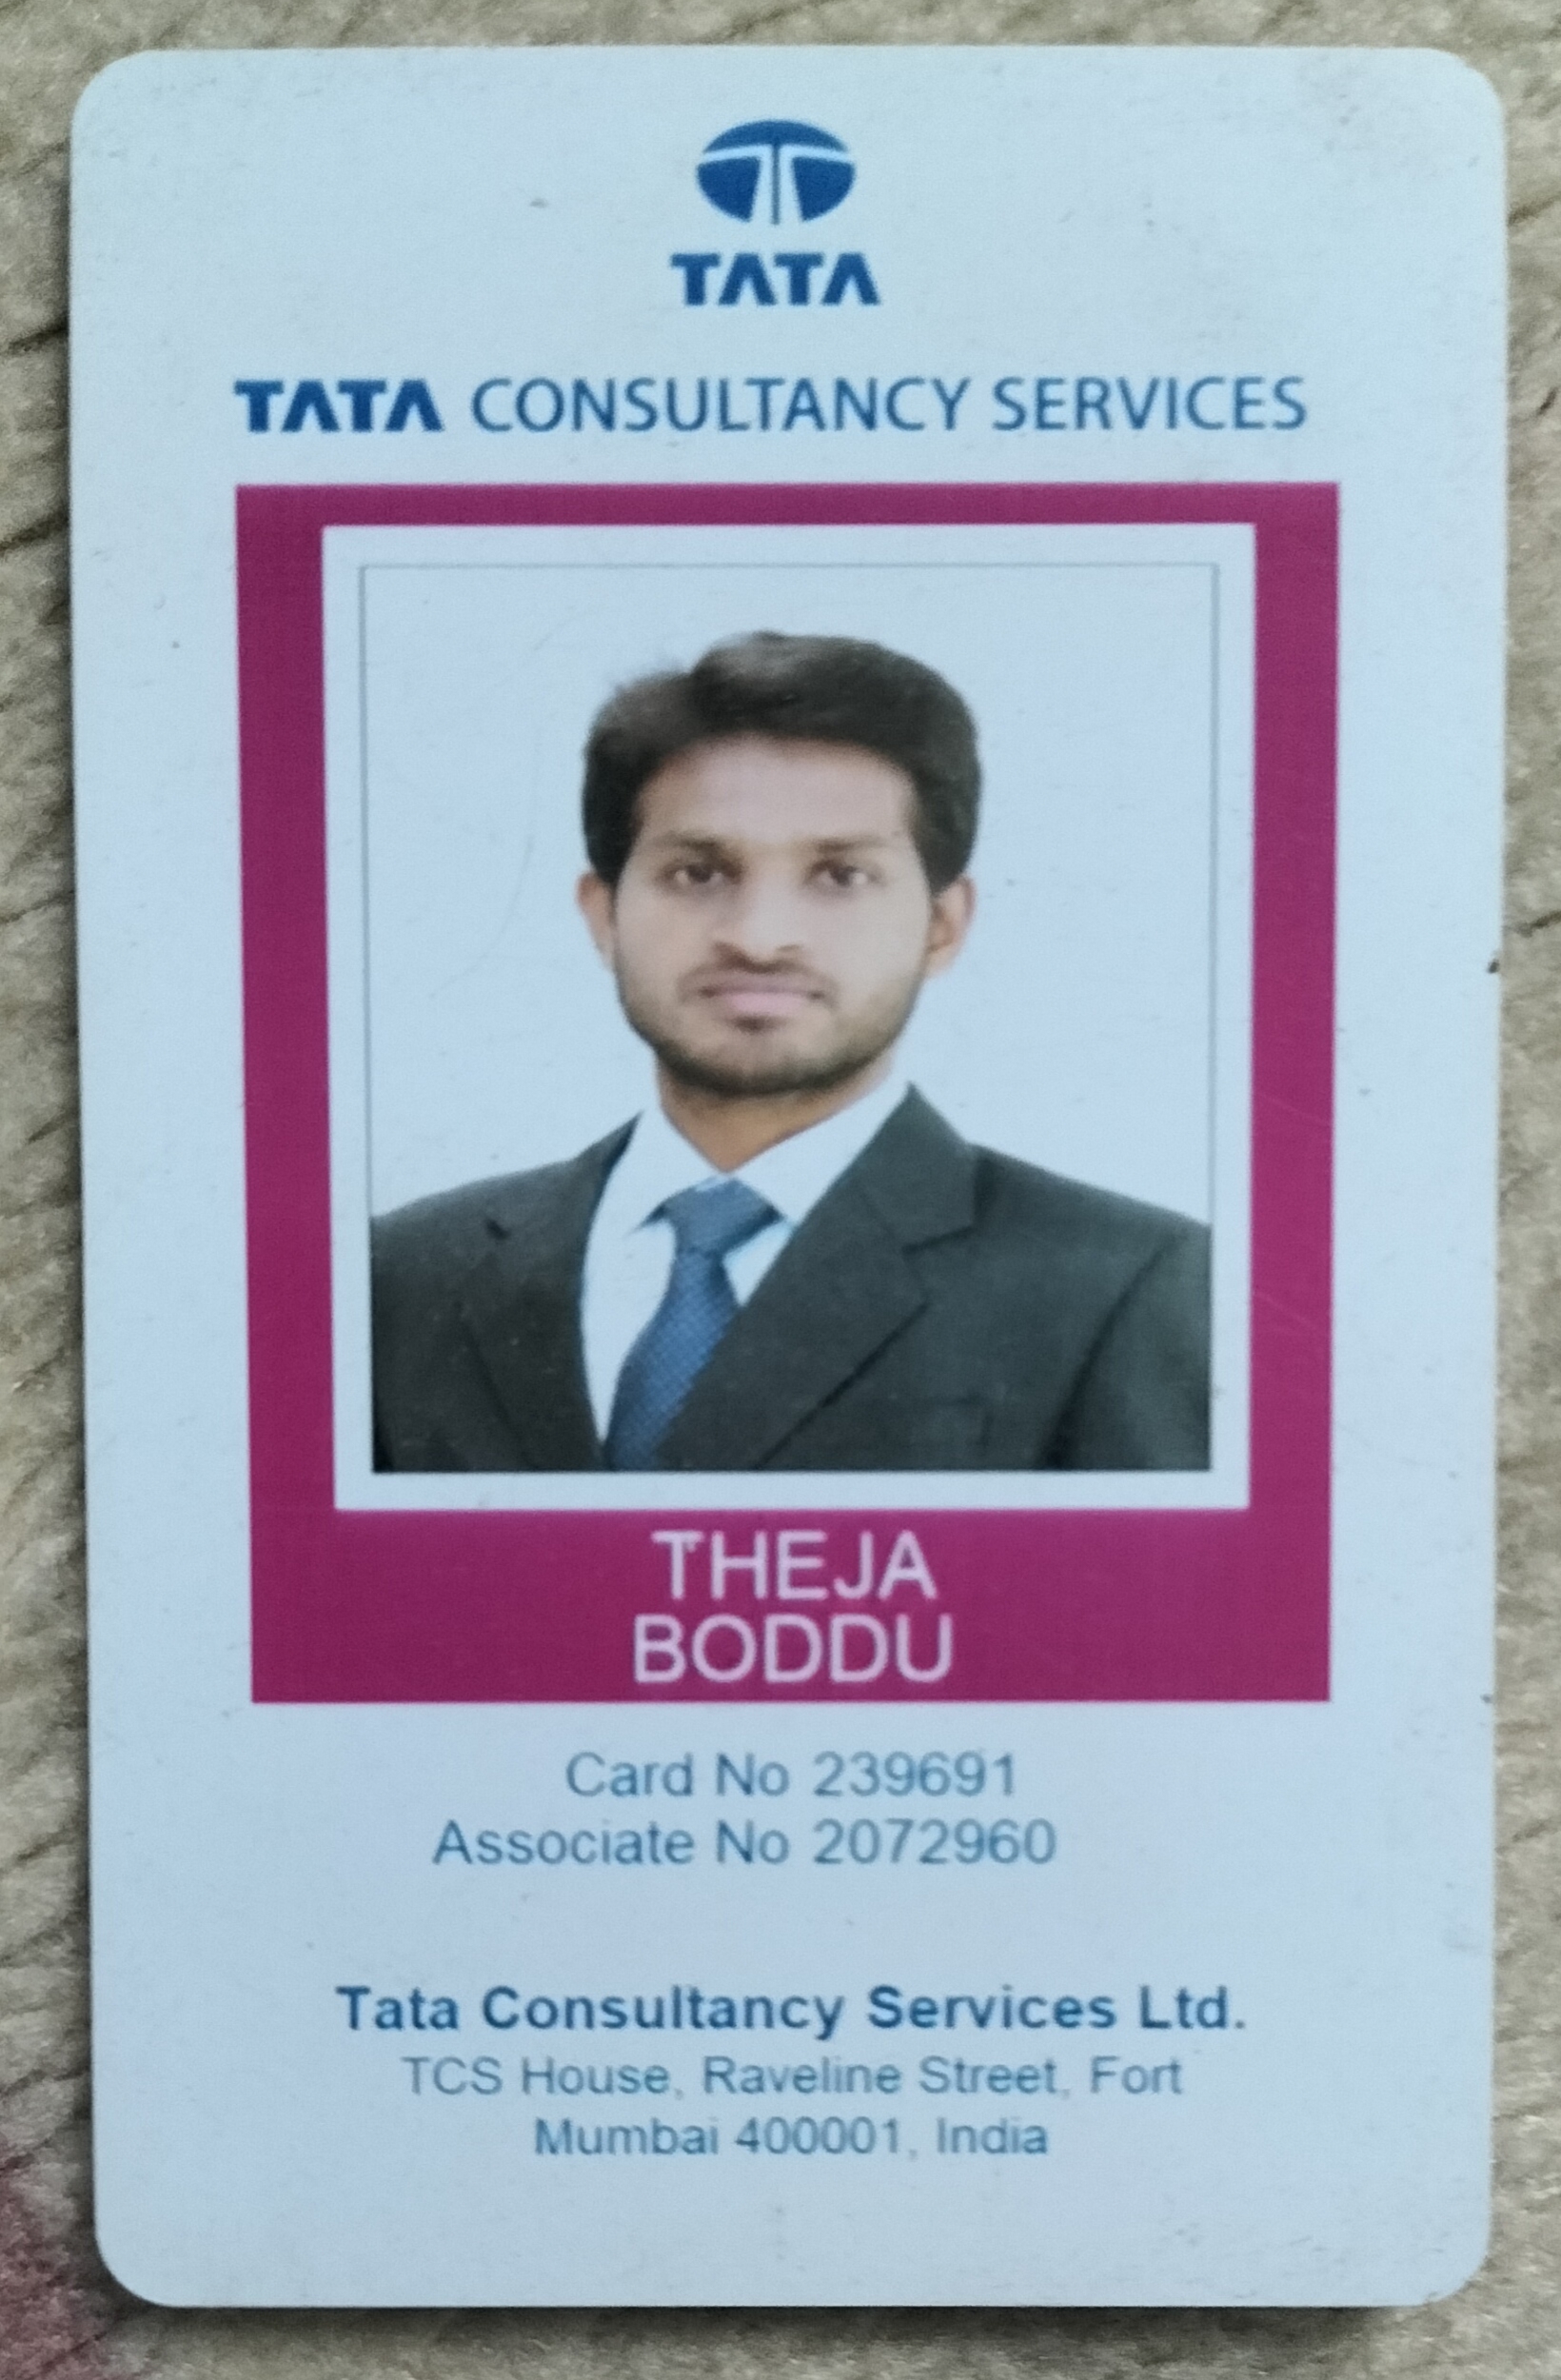 TATA
TATA CONSULTANCY SERVICES
THEJA
BODDU
Card No 239691
Associate No 2072960
Tata Consultancy Services Ltd.
TCS House, Raveline Street, Fort
Mumbai 400001, India